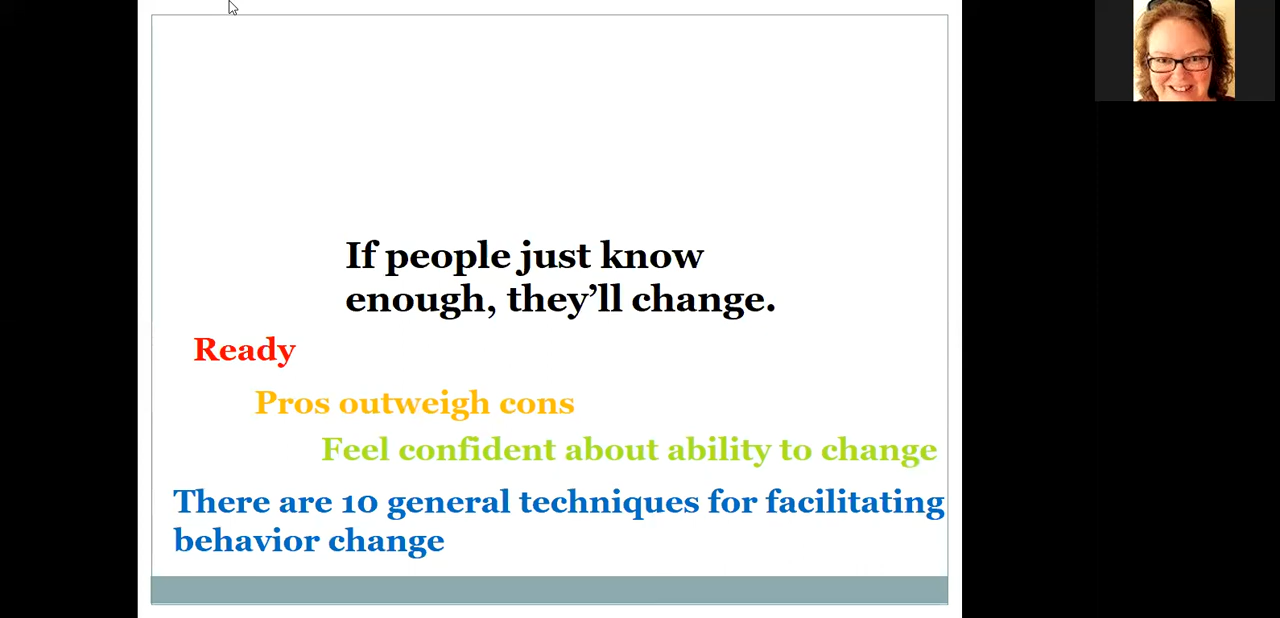 If people just know
enough, they’ll change.
Ready
Pros outweigh cons
Feel confident about ability to change
There are 10 general techniques for facilitating
behavior change